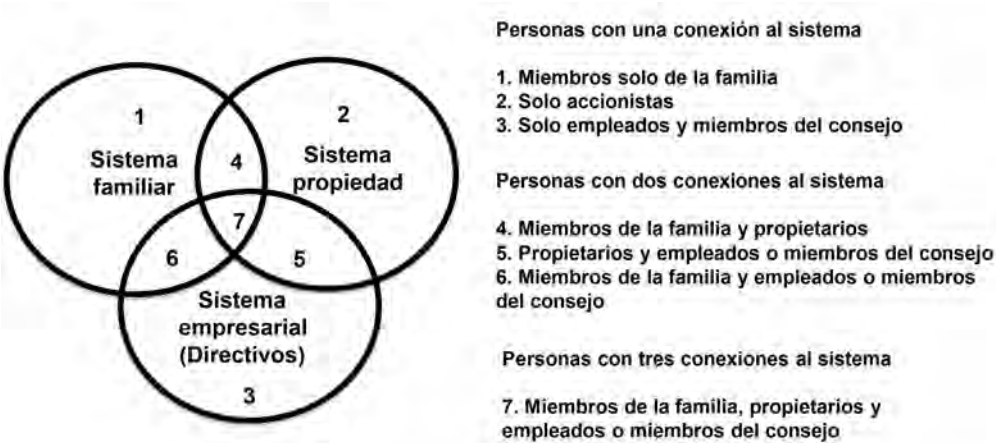 1
Sistema
familiar
2
Sistema
propiedad
4
7
6
5
Sistema
empresarial
(Directivos)
3
Personas con una conexión al sistema
1. Miembros solo de la familia
2. Solo accionistas
3. Solo empleados y miembros del consejo
Personas con dos conexiones al sistema
4. Miembros de la familia y propietarios
5. Propietarios y empleados o miembros del consejo
6. Miembros de la familia y empleados o miembros
del consejo
Personas con tres conexiones al sistema
7. Miembros de la familia, propietarios y
empleados o miembros del consejo